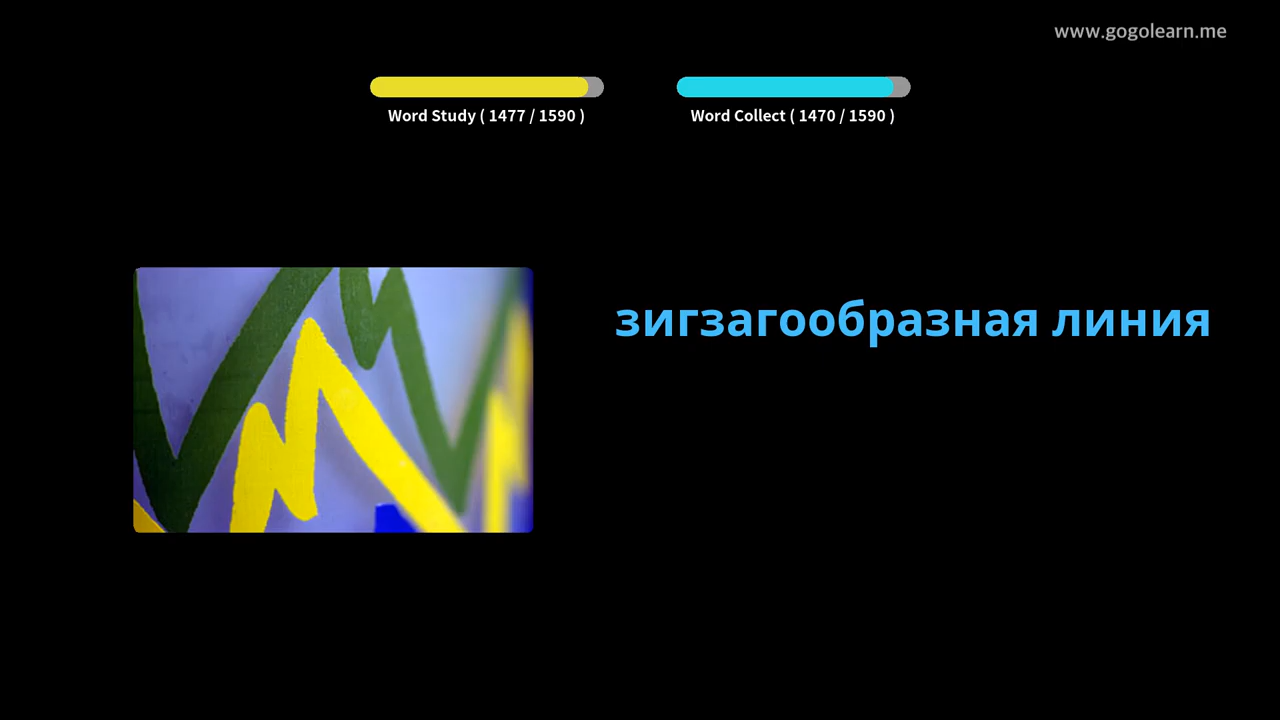 www.gogolearn.me
Word Study ( 1477 / 1590 )
Word Collect ( 1470 / 1590 )
зигзагообразная линия